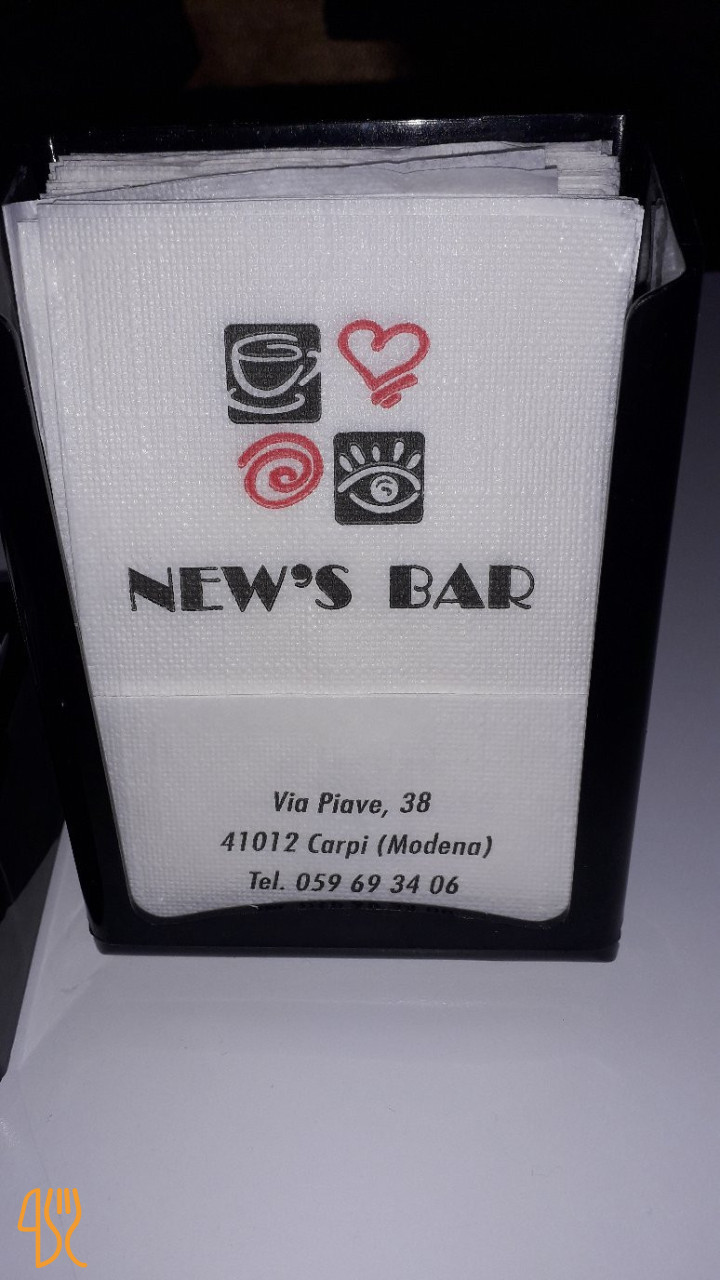 NEW'S BAR
Via Piave, 38
41012 Carpi (Modena)
Tel. 059 69 34 06